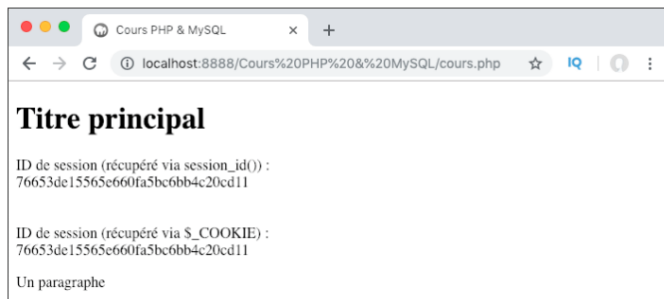 Cours PHP & MySQL
localhost:8888/Cours%20PHP%20&%20MySQL/cours.php
IQ
Titre principal
ID de session (récupéré via session_id()) :
76653de15565e660fa5bc6bb4c20cd11
ID de session (récupéré via $_COOKIE) :
76653de15565e660fa5bc6bb4c20cd11
Un paragraphe